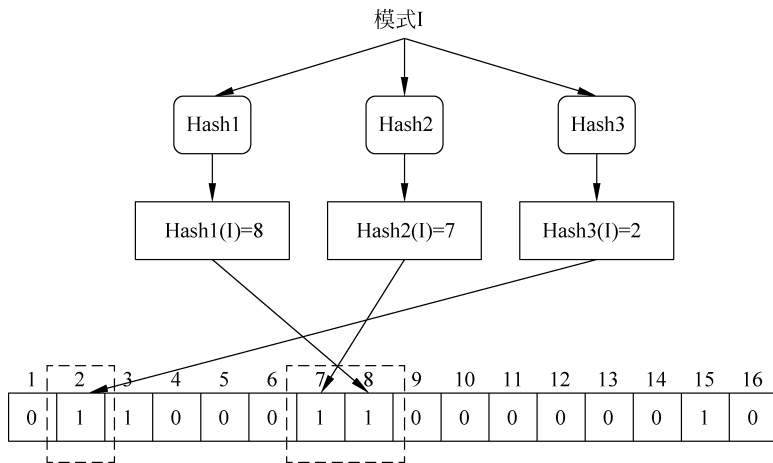 模式I
Hash1 Hash2 Hash3
Hash1(I)=8 Hash2(I)=7 Hash3(I)=2
1 2 3 4 5 6 7 8 9 10 11 12 13 14 15 16
0 1 1 0 0 0 1 1 0 0 0 0 0 0 1 0